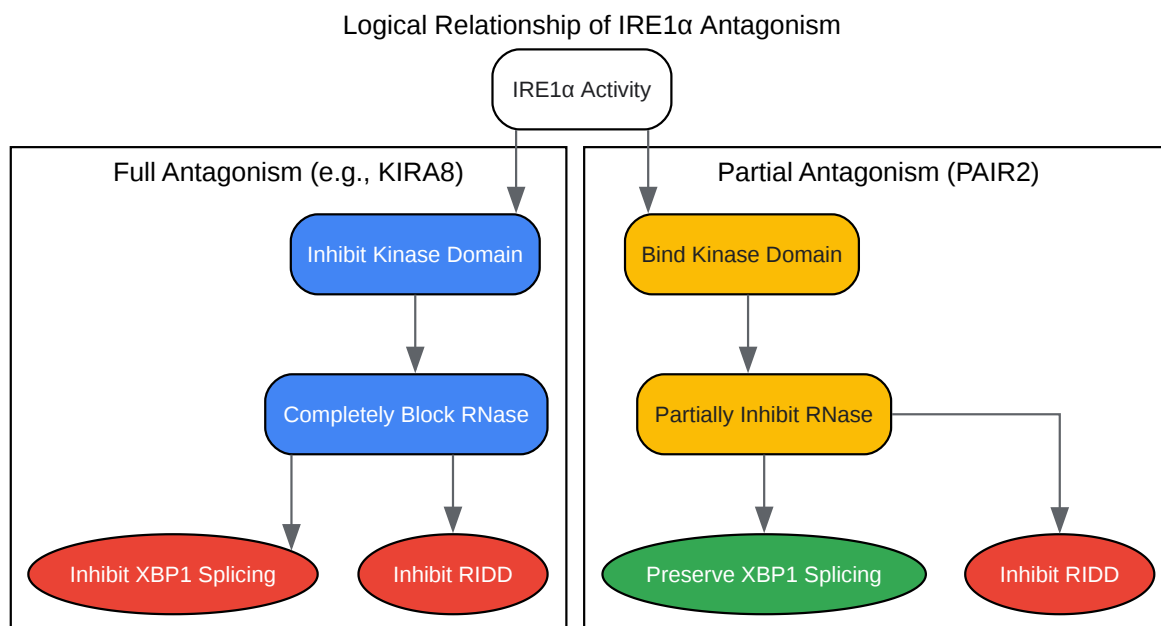 Logical Relationship of IRE1α Antagonism
IRE1α Activity
Full Antagonism (e.g., KIRA8)
Inhibit Kinase Domain
Completely Block RNase
Inhibit XBP1 Splicing
Inhibit RIDD
Partial Antagonism (PAIR2)
Bind Kinase Domain
Partially Inhibit RNase
Preserve XBP1 Splicing
Inhibit RIDD